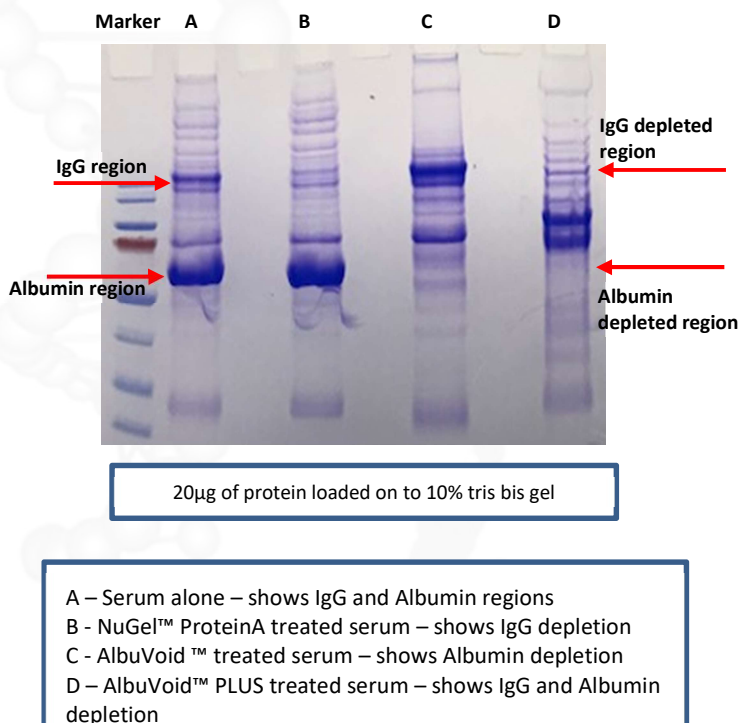 Marker A B C D
IgG depleted
region
IgG region
Albumin region
Albumin
depleted region
20µg of protein loaded on to 10% tris bis gel
A – Serum alone – shows IgG and Albumin regions
B - NuGel™ ProteinA treated serum – shows IgG depletion
C - AlbuVoid ™ treated serum – shows Albumin depletion
D – AlbuVoid™ PLUS treated serum – shows IgG and Albumin
depletion